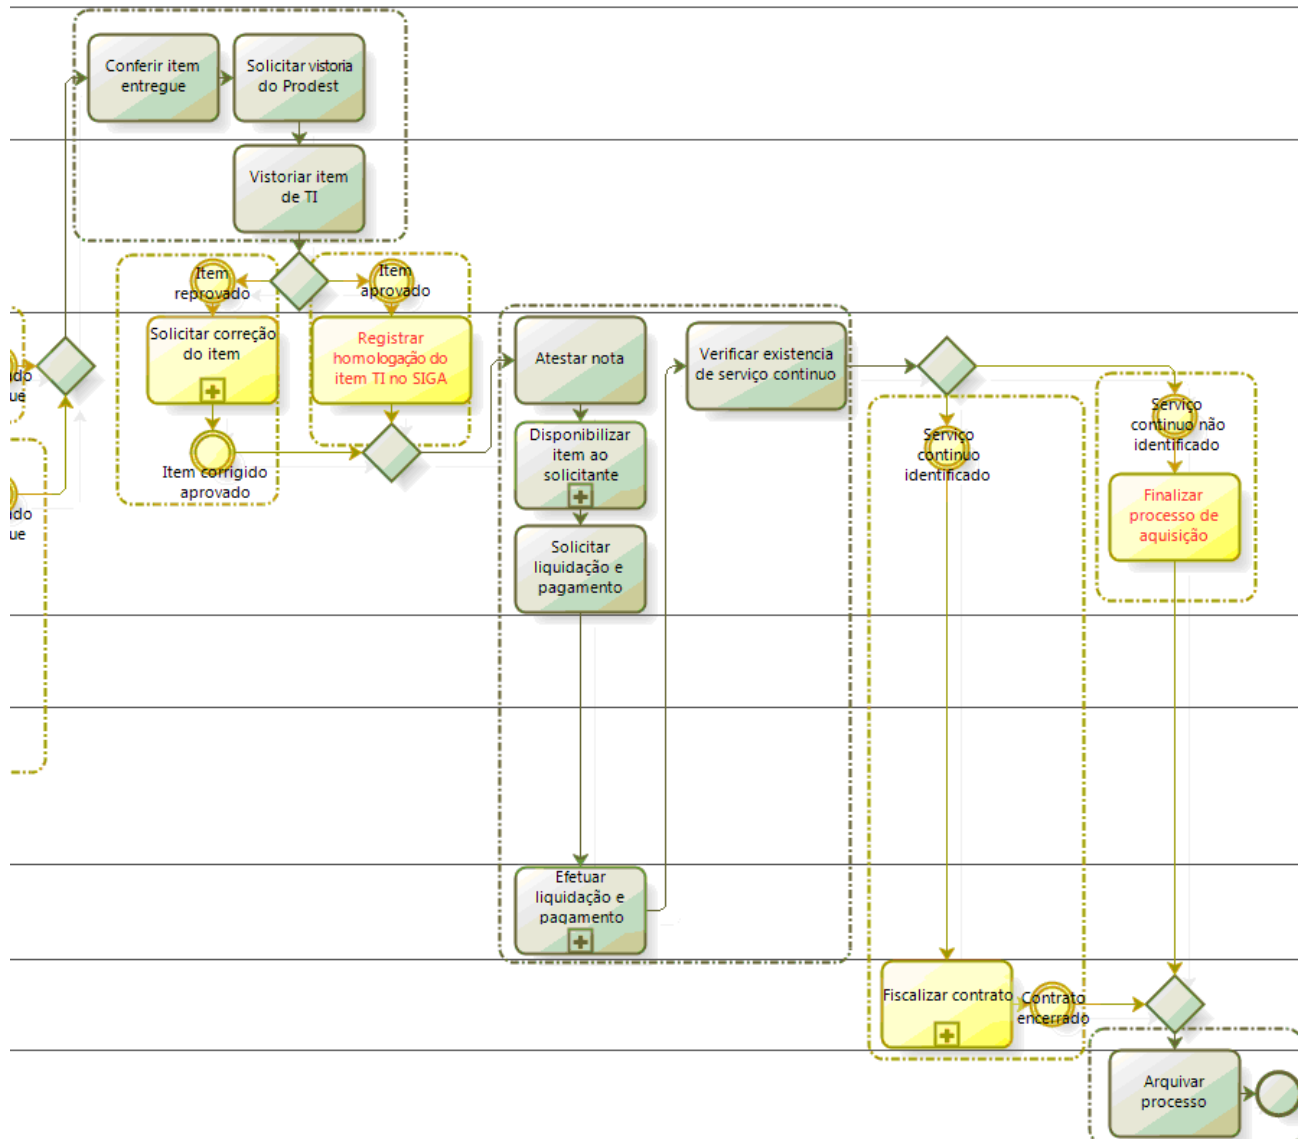 Conferir item
entregue
Solicitar vistoria
do Prodest
Vistoriar item
de TI
Item
reprovado
Item
aprovado
Solicitar correção
do item
Registrar
homologação do
item TI no SIGA
Item corrigido
aprovado
Atestar nota
Disponibilizar
item ao
solicitante
Solicitar
liquidação e
pagamento
Efetuar
liquidação e
pagamento
Verificar existencia
de serviço continuo
Serviço
continuo
identificado
Serviço
continuo não
identificado
Finalizar
processo de
aquisição
Fiscalizar contrato
Contrato
encerrado
Arquivar
processo